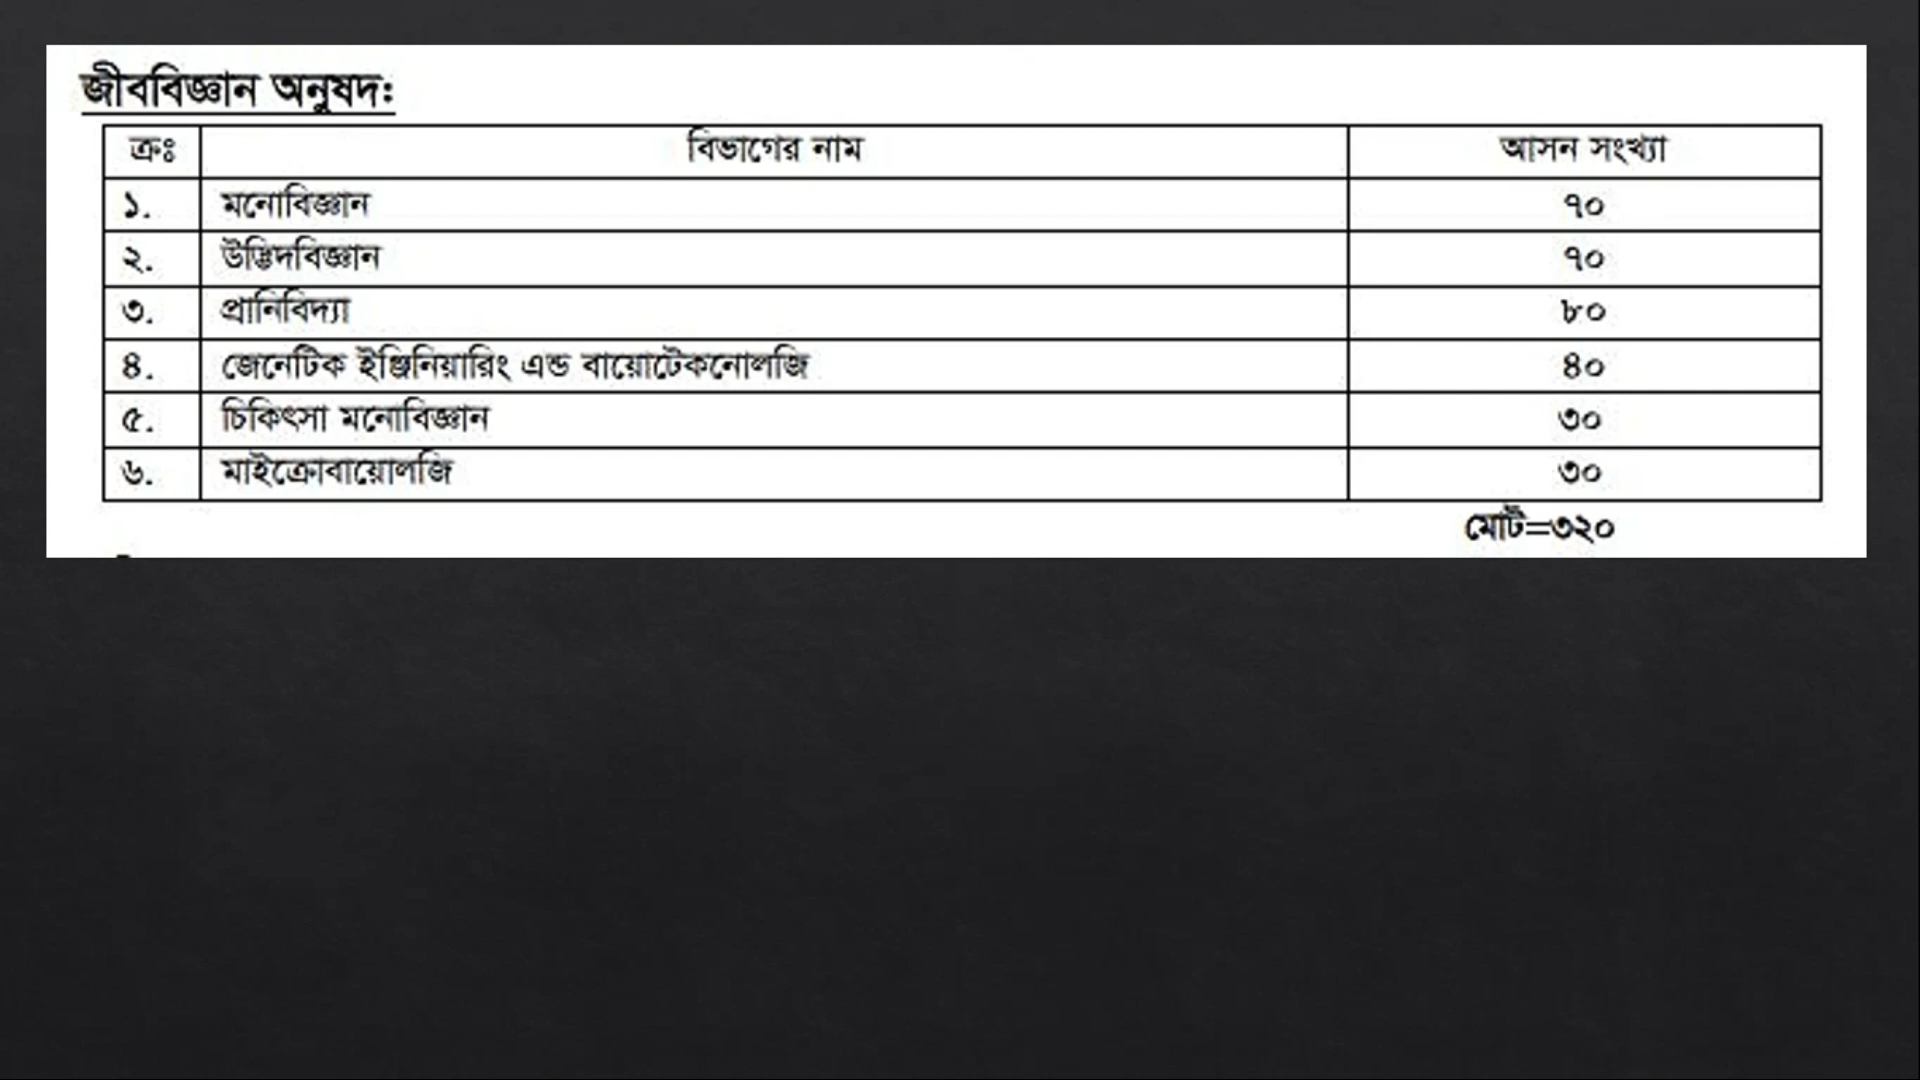 জীববিজ্ঞান অনুষদঃ
ক্রঃ বিভাগের নাম আসন সংখ্যা
১. মনোবিজ্ঞান ৭০
২. উদ্ভিদবিজ্ঞান ৭০
৩. প্রানিবিদ্যা ৮০
৪. জেনেটিক ইঞ্জিনিয়ারিং এন্ড বায়োটেকনোলজি ৪০
৫. চিকিৎসা মনোবিজ্ঞান ৩০
৬. মাইক্রোবায়োলজি ৩০
মোট=৩২০